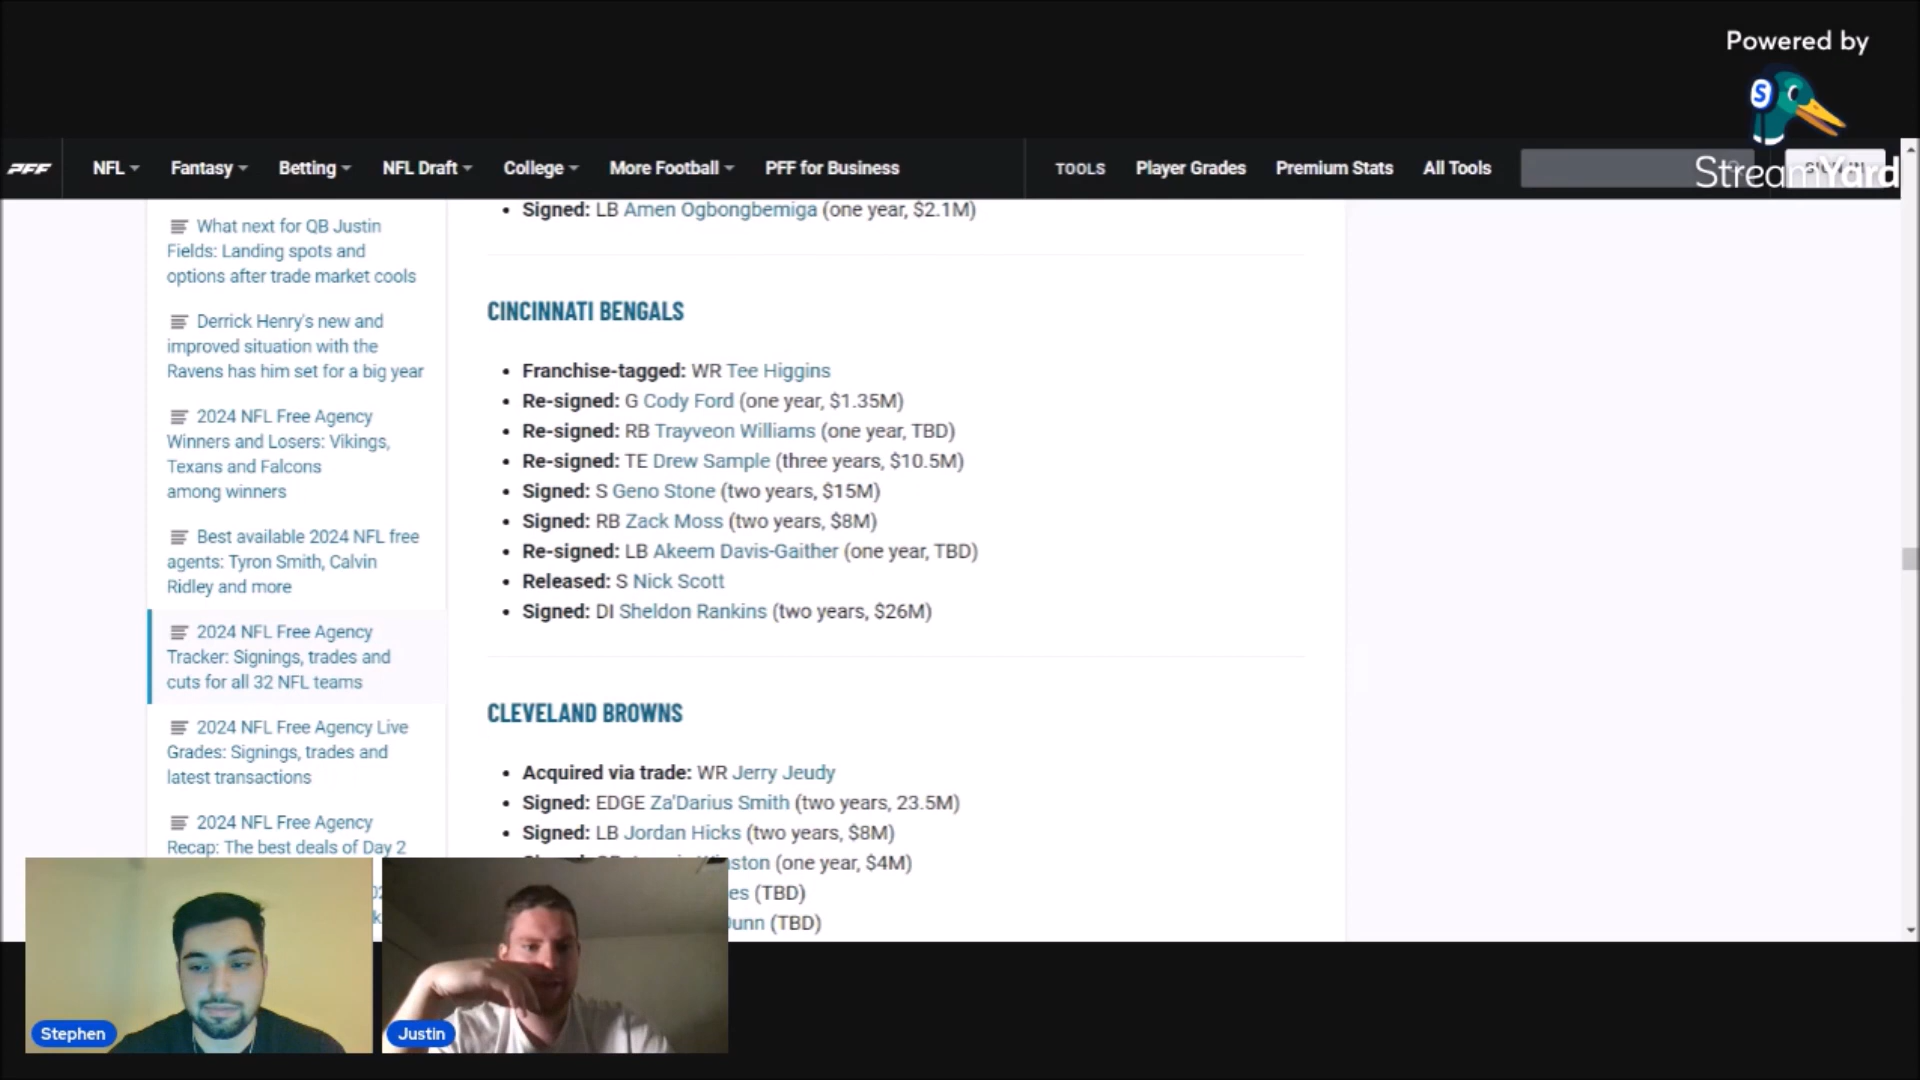 Powered by
S
StreamYard
PFF
NFL
Fantasy
Betting
NFL Draft
College
More Football
PFF for Business
TOOLS
Player Grades
Premium Stats
All Tools
What next for QB Justin
Fields: Landing spots and
options after trade market cools
Derrick Henry's new and
improved situation with the
Ravens has him set for a big year
2024 NFL Free Agency
Winners and Losers: Vikings,
Texans and Falcons
among winners
Best available 2024 NFL free
agents: Tyron Smith, Calvin
Ridley and more
2024 NFL Free Agency
Tracker: Signings, trades and
cuts for all 32 NFL teams
2024 NFL Free Agency Live
Grades: Signings, trades and
latest transactions
2024 NFL Free Agency
Recap: The best deals of Day 2
• Signed: LB Amen Ogbongbemiga (one year, $2.1M)
CINCINNATI BENGALS
• Franchise-tagged: WR Tee Higgins
• Re-signed: G Cody Ford (one year, $1.35M)
• Re-signed: RB Trayveon Williams (one year, TBD)
• Re-signed: TE Drew Sample (three years, $10.5M)
• Signed: S Geno Stone (two years, $15M)
• Signed: RB Zack Moss (two years, $8M)
• Re-signed: LB Akeem Davis-Gaither (one year, TBD)
• Released: S Nick Scott
• Signed: DI Sheldon Rankins (two years, $26M)
CLEVELAND BROWNS
• Acquired via trade: WR Jerry Jeudy
• Signed: EDGE Za'Darius Smith (two years, 23.5M)
• Signed: LB Jordan Hicks (two years, $8M)
(one year, $4M)
(TBD)
(TBD)
Stephen
Justin